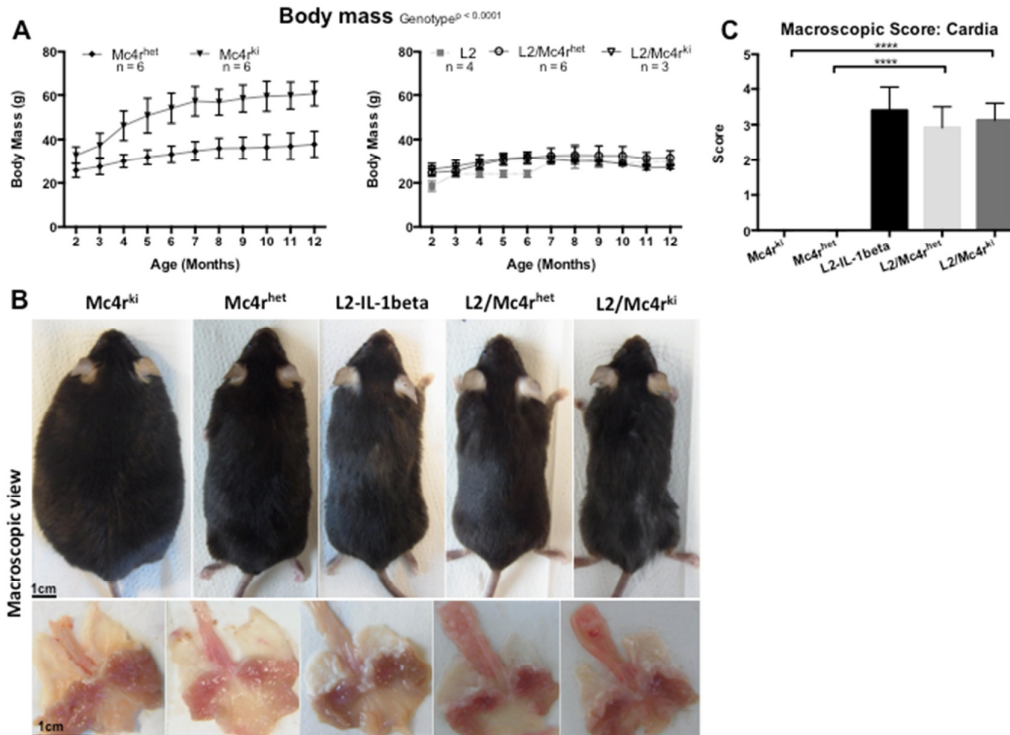 Body mass Genotype p < 0.0001
A
Mc4r^het
n = 6
Mc4r^ki
n = 6
Body Mass (g)
80
60
40
20
0
2 3 4 5 6 7 8 9 10 11 12
Age (Months)
L2
n = 4
L2/Mc4r^het
n = 6
L2/Mc4r^ki
n = 3
Body Mass (g)
80
60
40
20
0
2 3 4 5 6 7 8 9 10 11 12
Age (Months)
C
Macroscopic Score: Cardia
****
****
Score
5
4
3
2
1
0
Mc4r^ki
Mc4r^het
L2-IL-1beta
L2/Mc4r^het
L2/Mc4r^ki
B
Mc4r^ki Mc4r^het L2-IL-1beta L2/Mc4r^het L2/Mc4r^ki
Macroscopic view
1cm
1cm